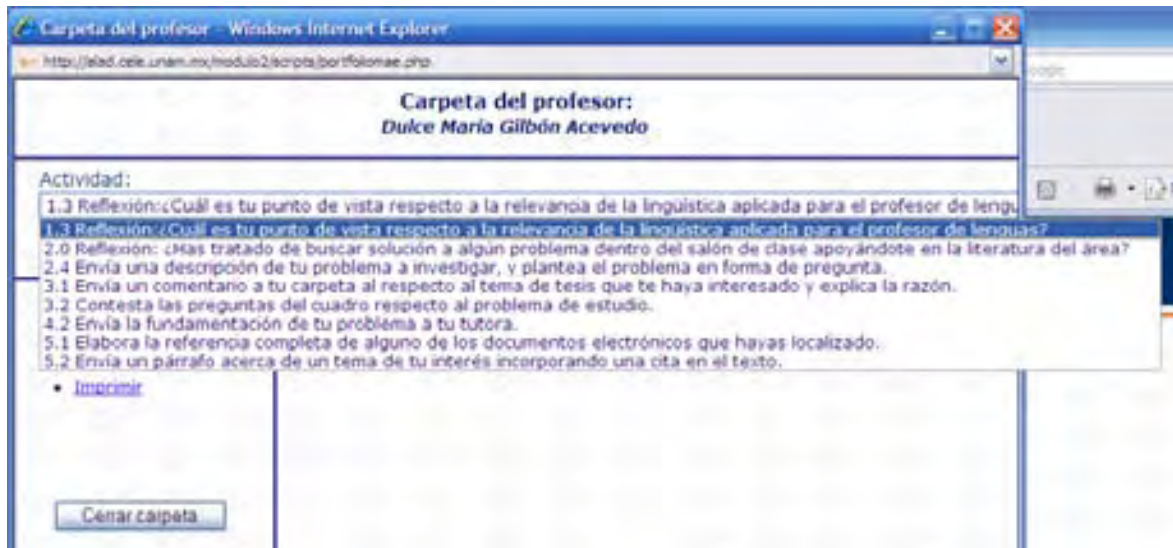 Carpeta del profesor - Windows Internet Explorer
http://alad.cele.unam.mx/modulo2/scripts/portfoliomae.php
Carpeta del profesor:
Dulce María Gilbón Acevedo
Actividad:
1.3 Reflexión:¿Cuál es tu punto de vista respecto a la relevancia de la lingüística aplicada para el profesor de lengu
1.3 Reflexión:¿Cuál es tu punto de vista respecto a la relevancia de la lingüística aplicada para el profesor de lenguas?
2.0 Reflexión: ¿Has tratado de buscar solución a algún problema dentro del salón de clase apoyándote en la literatura del área?
2.4 Envía una descripción de tu problema a investigar, y plantea el problema en forma de pregunta.
3.1 Envía un comentario a tu carpeta al respecto al tema de tesis que te haya interesado y explica la razón.
3.2 Contesta las preguntas del cuadro respecto al problema de estudio.
4.2 Envía la fundamentación de tu problema a tu tutora.
5.1 Elabora la referencia completa de alguno de los documentos electrónicos que hayas localizado.
5.2 Envía un párrafo acerca de un tema de tu interés incorporando una cita en el texto.
Imprimir
Cerrar carpeta